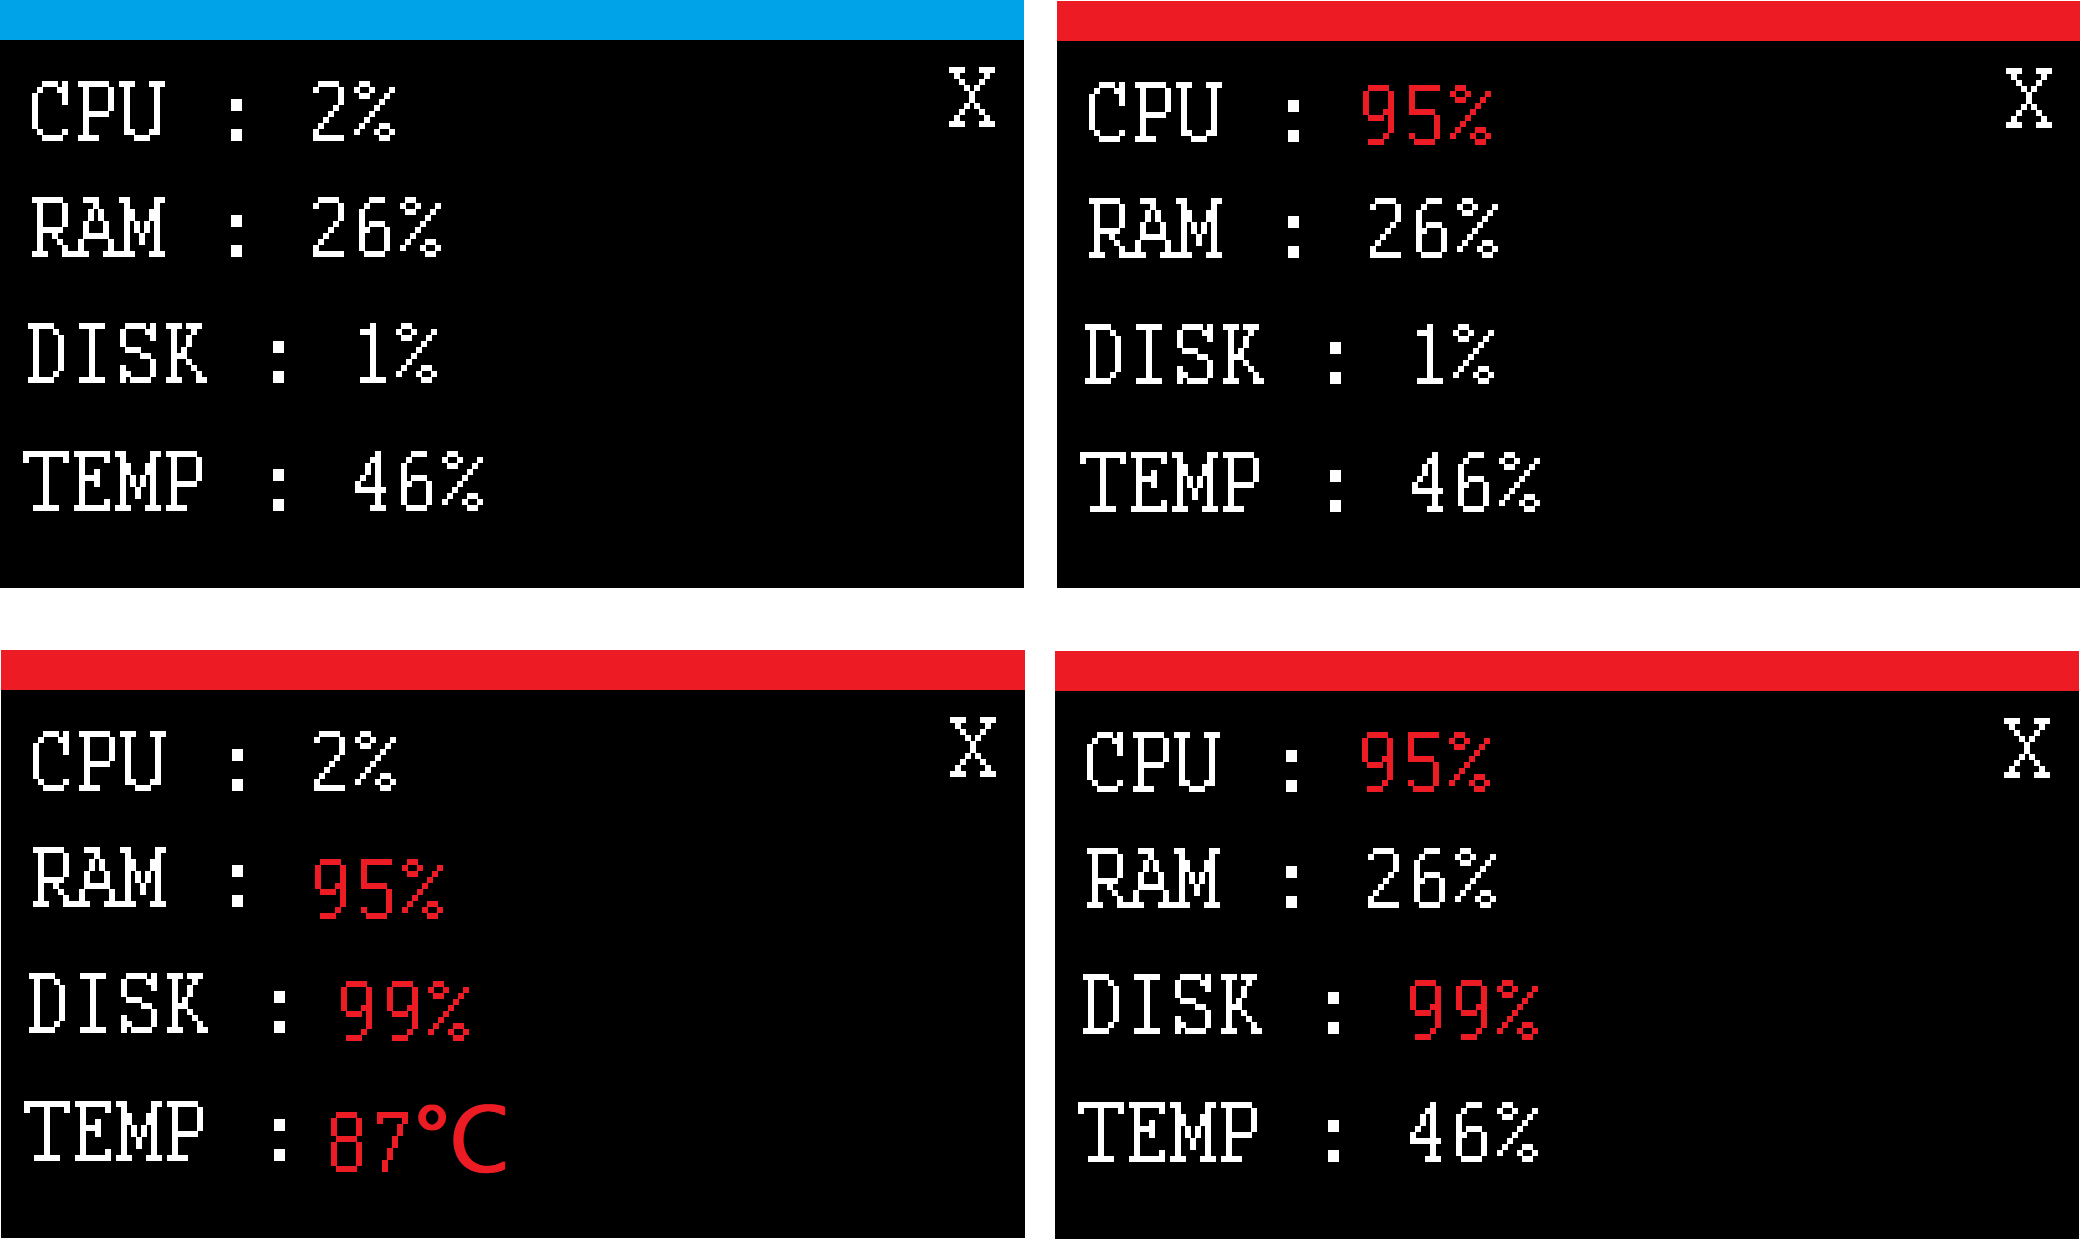 CPU : 2%
X
RAM : 26%
DISK : 1%
TEMP : 46%
CPU : 95%
X
RAM : 26%
DISK : 1%
TEMP : 46%
CPU : 2%
X
RAM : 95%
DISK : 99%
TEMP : 87°C
CPU : 95%
X
RAM : 26%
DISK : 99%
TEMP : 46%